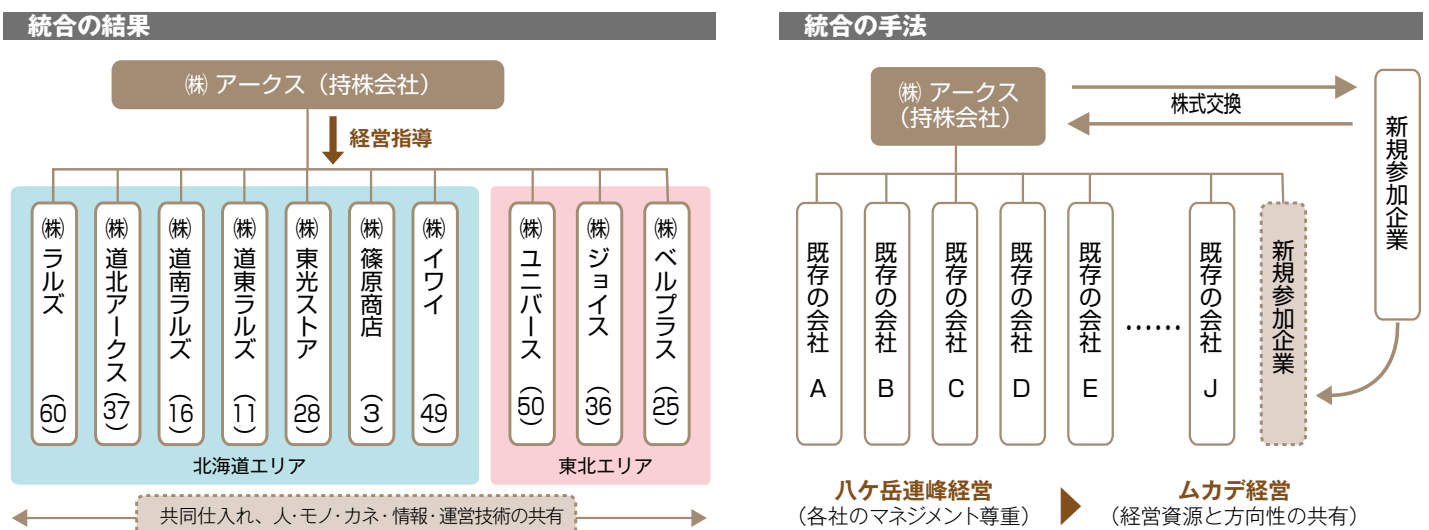 統合の結果
㈱ アークス（持株会社）
経営指導
㈱ ラルズ (60)
㈱ 道北アークス (37)
㈱ 道南ラルズ (16)
㈱ 道東ラルズ (11)
㈱ 東光ストア (28)
㈱ 篠原商店 (3)
㈱ イワイ (49)
㈱ ユニバース (50)
㈱ ジョイス (36)
㈱ ベルプラス (25)
北海道エリア
東北エリア
共同仕入れ、人・モノ・カネ・情報・運営技術の共有
統合の手法
㈱ アークス
（持株会社）
株式交換
新規参加企業
既存の会社 A
既存の会社 B
既存の会社 C
既存の会社 D
既存の会社 E
……
既存の会社 J
新規参加企業
八ケ岳連峰経営
（各社のマネジメント尊重）
ムカデ経営
（経営資源と方向性の共有）